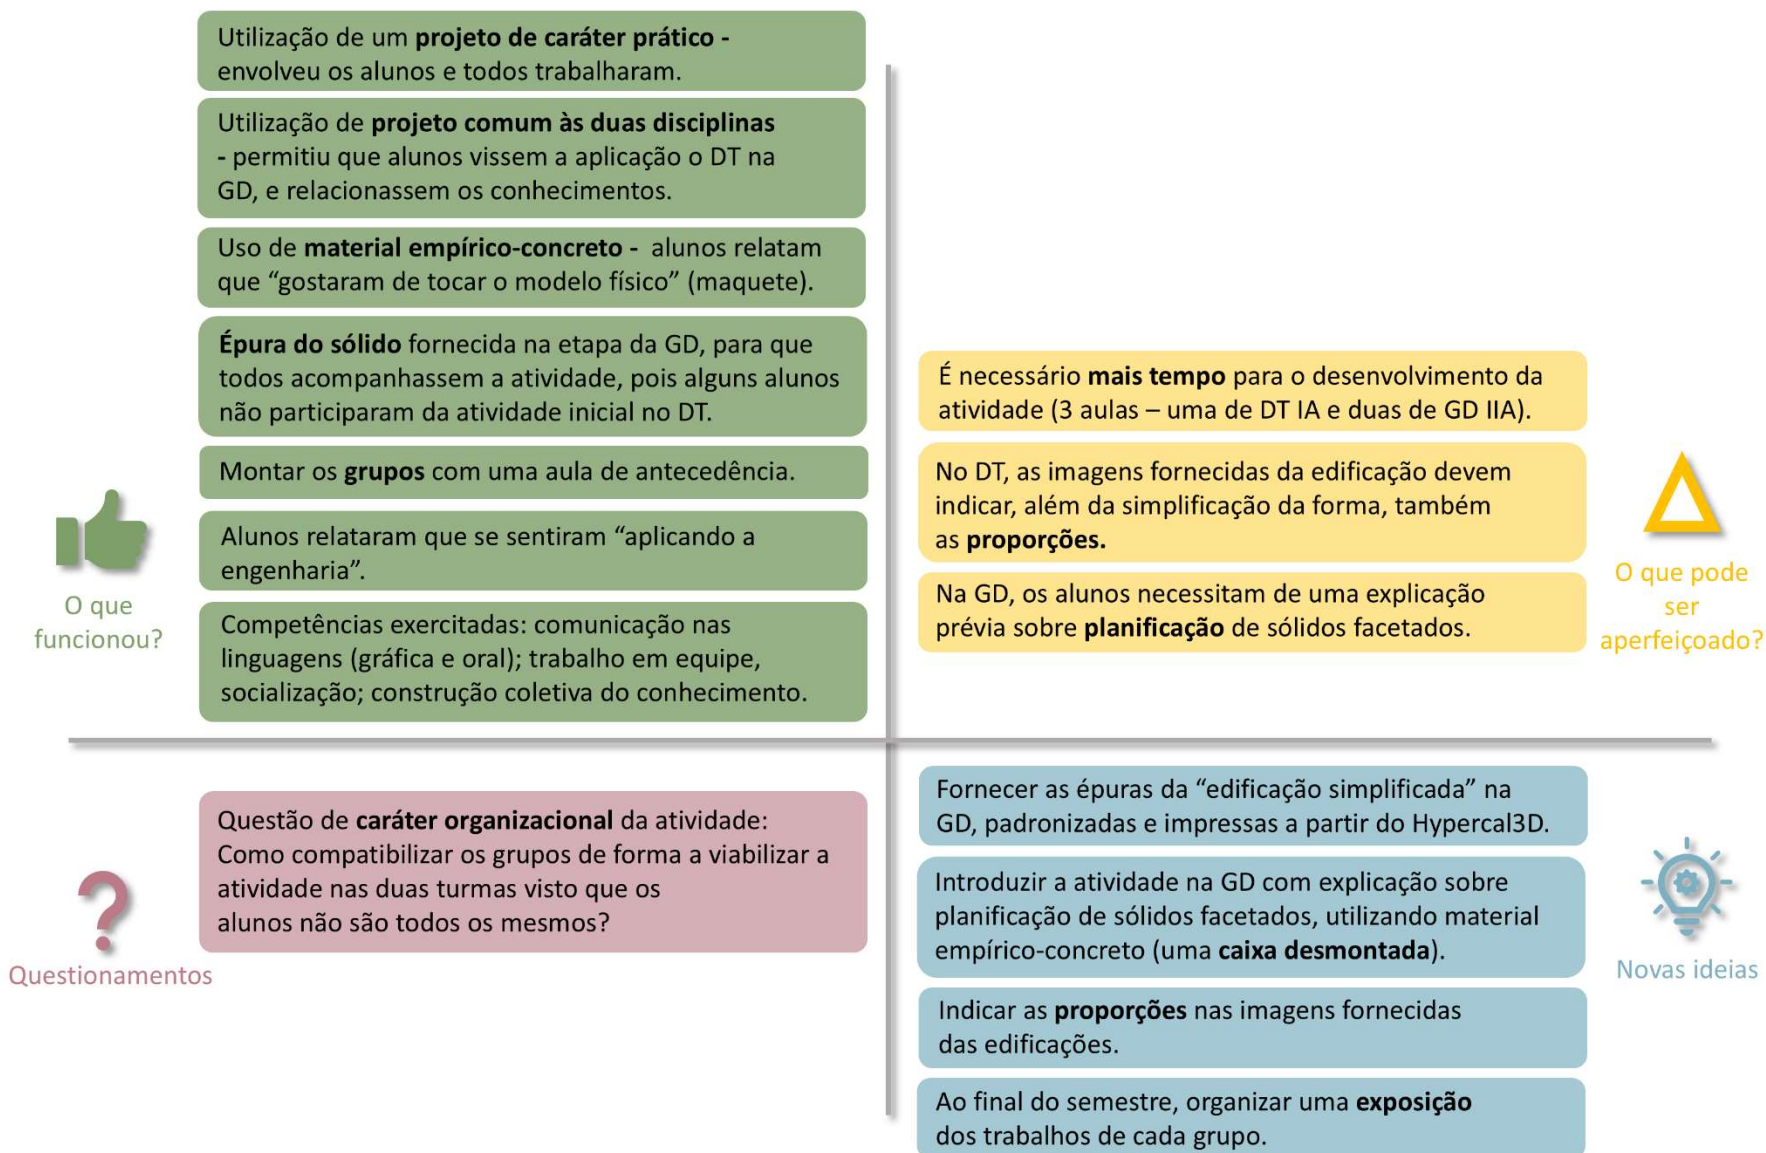 Utilização de um projeto de caráter prático -
envolveu os alunos e todos trabalharam.
Utilização de projeto comum às duas disciplinas
- permitiu que alunos vissem a aplicação o DT na
GD, e relacionassem os conhecimentos.
Uso de material empírico-concreto - alunos relatam
que “gostaram de tocar o modelo físico” (maquete).
Épura do sólido fornecida na etapa da GD, para que
todos acompanhassem a atividade, pois alguns alunos
não participaram da atividade inicial no DT.
Montar os grupos com uma aula de antecedência.
Alunos relataram que se sentiram “aplicando a
engenharia”.
Competências exercitadas: comunicação nas
linguagens (gráfica e oral); trabalho em equipe,
socialização; construção coletiva do conhecimento.
O que
funcionou?
É necessário mais tempo para o desenvolvimento da
atividade (3 aulas – uma de DT IA e duas de GD IIA).
No DT, as imagens fornecidas da edificação devem
indicar, além da simplificação da forma, também
as proporções.
Na GD, os alunos necessitam de uma explicação
prévia sobre planificação de sólidos facetados.
O que pode
ser
aperfeiçoado?
Questão de caráter organizacional da atividade:
Como compatibilizar os grupos de forma a viabilizar a
atividade nas duas turmas visto que os
alunos não são todos os mesmos?
Questionamentos
Fornecer as épuras da “edificação simplificada” na
GD, padronizadas e impressas a partir do Hypercal3D.
Introduzir a atividade na GD com explicação sobre
planificação de sólidos facetados, utilizando material
empírico-concreto (uma caixa desmontada).
Indicar as proporções nas imagens fornecidas
das edificações.
Ao final do semestre, organizar uma exposição
dos trabalhos de cada grupo.
Novas ideias